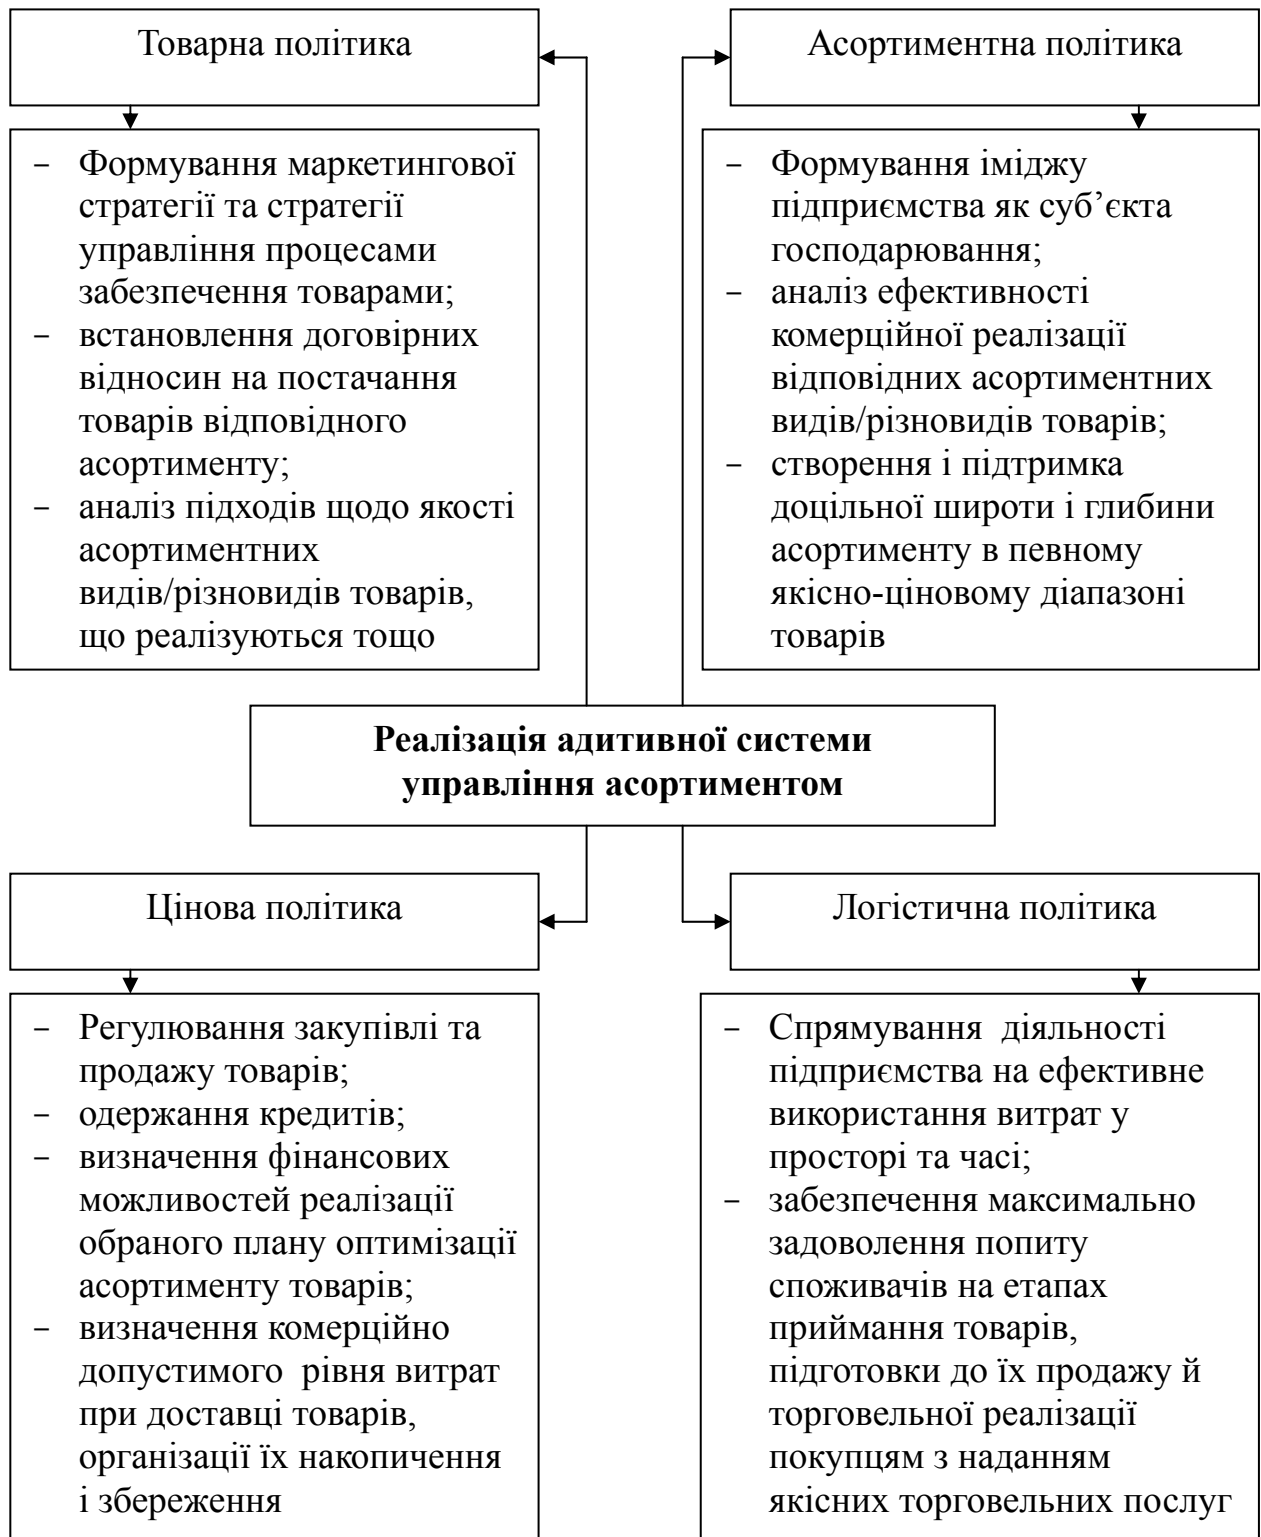 Товарна політика
– Формування маркетингової
стратегії та стратегії
управління процесами
забезпечення товарами;
– встановлення договірних
відносин на постачання
товарів відповідного
асортименту;
– аналіз підходів щодо якості
асортиментних
видів/різновидів товарів,
що реалізуються тощо
Асортиментна політика
– Формування іміджу
підприємства як суб’єкта
господарювання;
– аналіз ефективності
комерційної реалізації
відповідних асортиментних
видів/різновидів товарів;
– створення і підтримка
доцільної широти і глибини
асортименту в певному
якісно-ціновому діапазоні
товарів
Реалізація адитивної системи
управління асортиментом
Цінова політика
– Регулювання закупівлі та
продажу товарів;
– одержання кредитів;
– визначення фінансових
можливостей реалізації
обраного плану оптимізації
асортименту товарів;
– визначення комерційно
допустимого рівня витрат
при доставці товарів,
організації їх накопичення
і збереження
Логістична політика
– Спрямування діяльності
підприємства на ефективне
використання витрат у
просторі та часі;
– забезпечення максимально
задоволення попиту
споживачів на етапах
приймання товарів,
підготовки до їх продажу й
торговельної реалізації
покупцям з наданням
якісних торговельних послуг